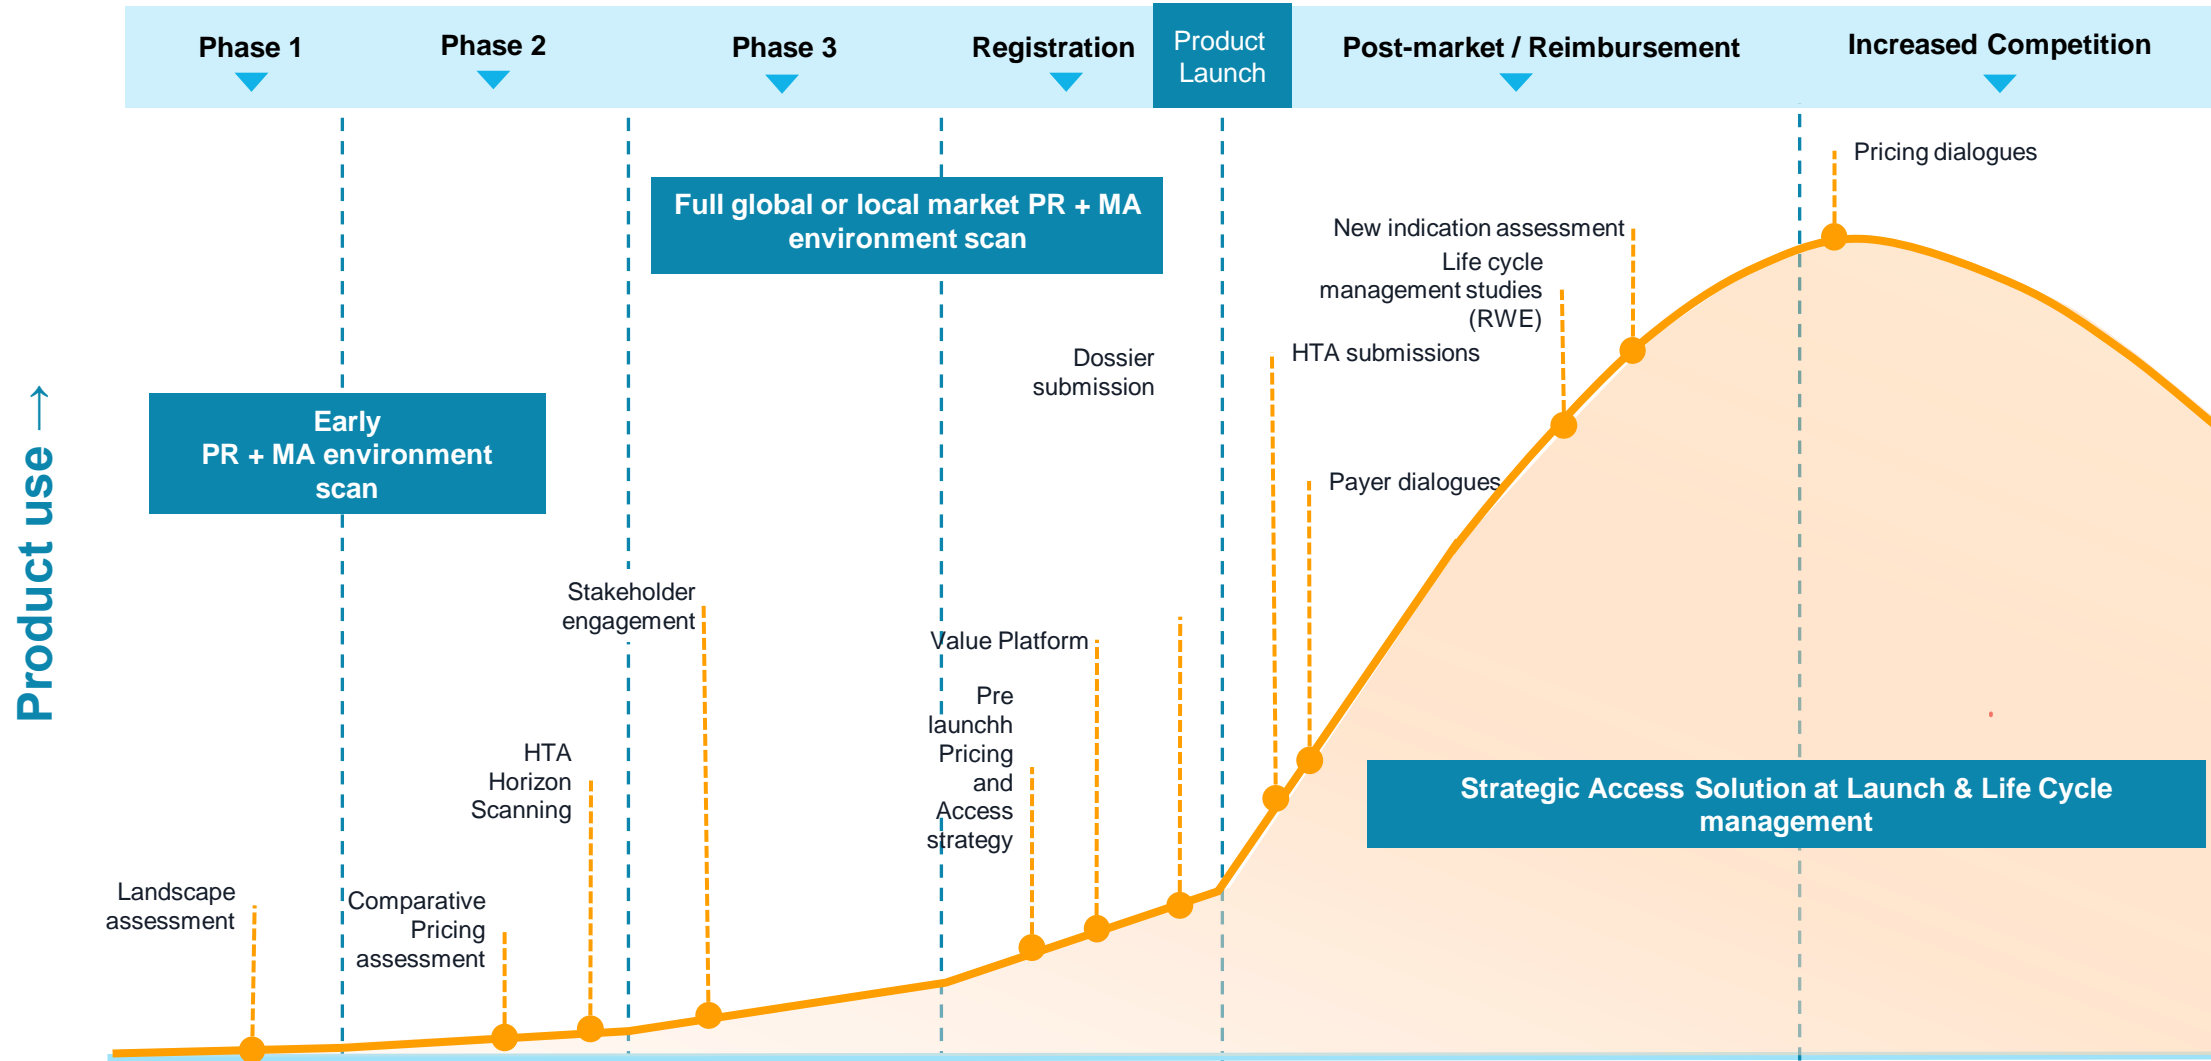 Phase 1
Phase 2
Phase 3
Registration
Product
Launch
Post-market / Reimbursement
Increased Competition
Pricing dialogues
Full global or local market PR + MA
environment scan
New indication assessment
Life cycle
management studies
(RWE)
Dossier
submission
HTA submissions
Early
PR + MA environment
scan
Payer dialogues
Product use →
Stakeholder
engagement
Value Platform
Pre
launchh
Pricing
and
Access
strategy
HTA
Horizon
Scanning
Strategic Access Solution at Launch & Life Cycle
management
Landscape
assessment
Comparative
Pricing
assessment